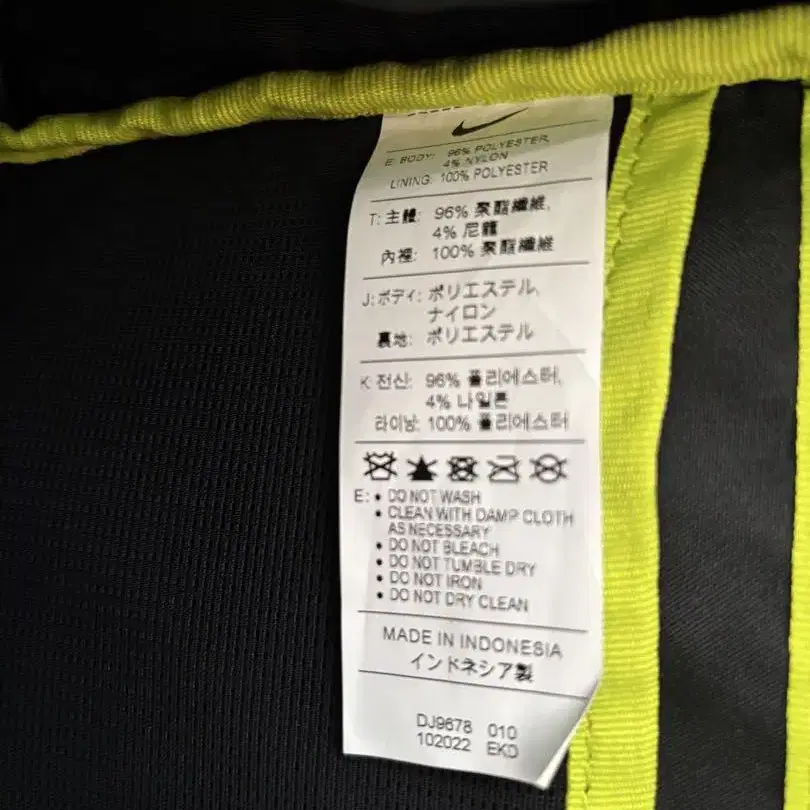 E: BODY: 96% POLYESTER,
4% NYLON
LINING: 100% POLYESTER
T: 主體: 96% 聚酯纖維,
4% 尼龍
內裡: 100% 聚酯纖維
J: ボディ: ポリエステル,
ナイロン
裏地: ポリエステル
K: 전신: 96% 폴리에스터,
4% 나일론
라이닝: 100% 폴리에스터
E: • DO NOT WASH
• CLEAN WITH DAMP CLOTH
AS NECESSARY
• DO NOT BLEACH
• DO NOT TUMBLE DRY
• DO NOT IRON
• DO NOT DRY CLEAN
MADE IN INDONESIA
インドネシア製
DJ9678 010
102022 EKD